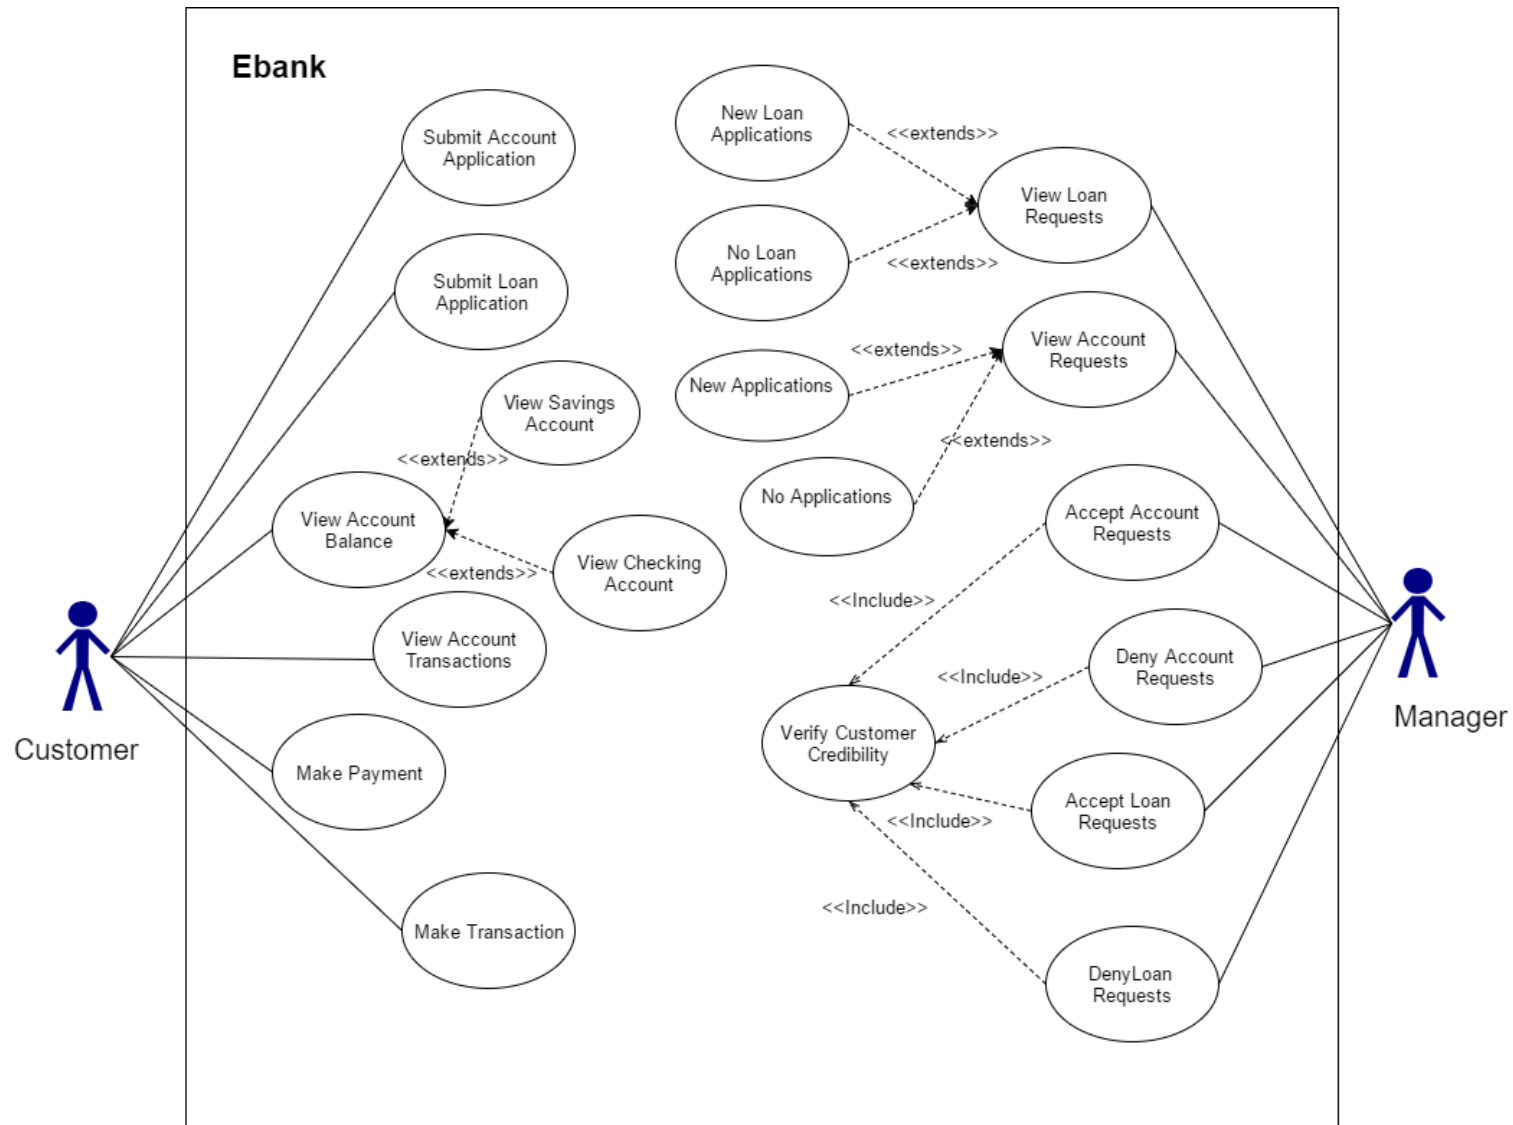 Ebank
Submit Account
Application
Submit Loan
Application
View Savings
Account
<<extends>>
View Account
Balance
<<extends>>
View Checking
Account
View Account
Transactions
Make Payment
Make Transaction
Customer
New Loan
Applications
<<extends>>
View Loan
Requests
No Loan
Applications
<<extends>>
New Applications
<<extends>>
View Account
Requests
<<extends>>
No Applications
Accept Account
Requests
<<Include>>
Deny Account
Requests
<<Include>>
Verify Customer
Credibility
Accept Loan
Requests
<<Include>>
<<Include>>
DenyLoan
Requests
Manager